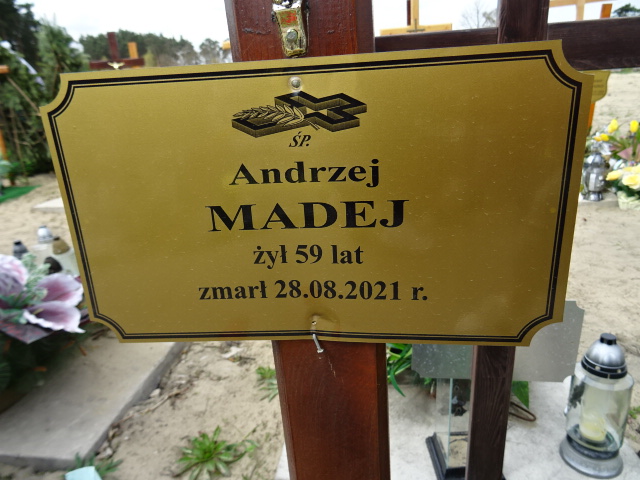 ŚP.
Andrzej
MADEJ
żył 59 lat
zmarł 28.08.2021 r.